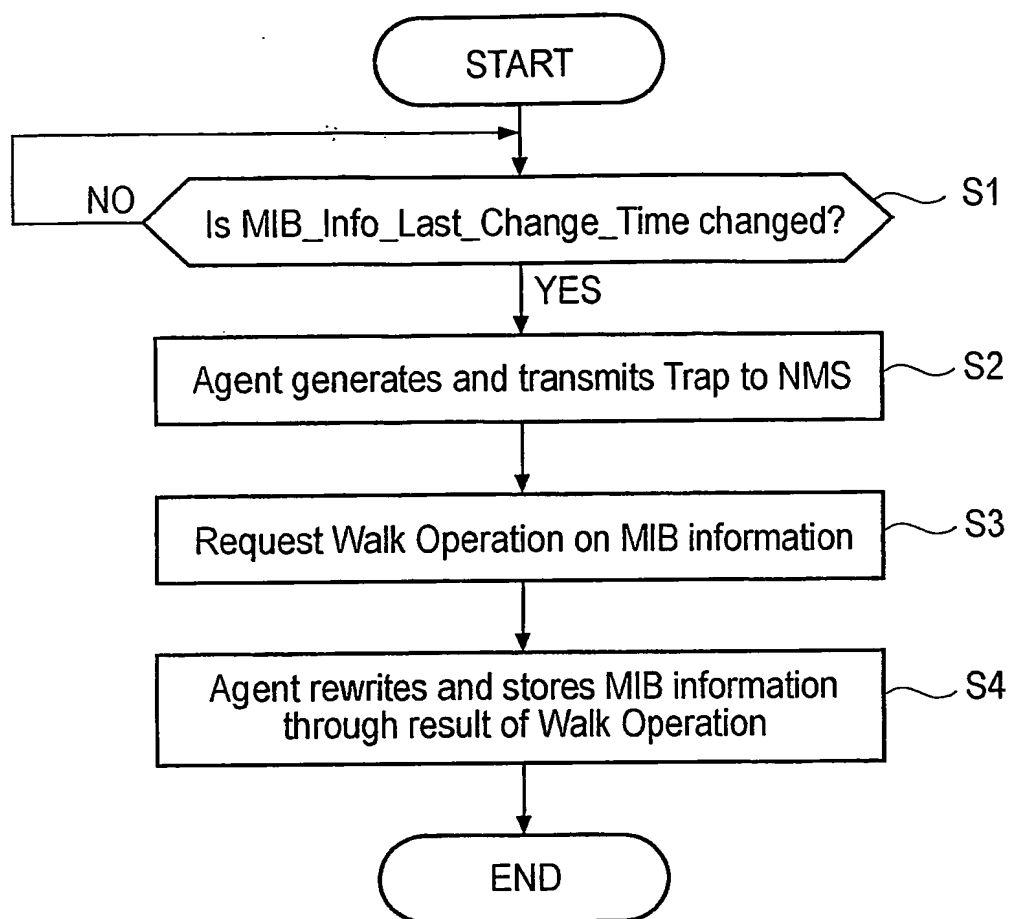 START
NO
Is MIB_Info_Last_Change_Time changed?
S1
YES
Agent generates and transmits Trap to NMS
S2
Request Walk Operation on MIB information
S3
Agent rewrites and stores MIB information
through result of Walk Operation
S4
END